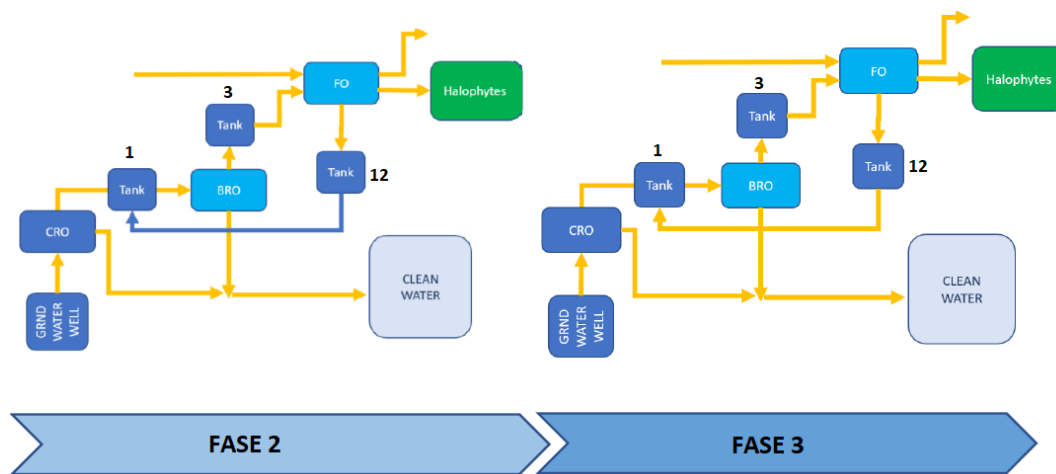 FO
Halophytes
3
Tank
1
Tank
BRO
Tank
12
CRO
GRND
WATER
WELL
CLEAN
WATER
FO
Halophytes
3
Tank
1
Tank
BRO
Tank
12
CRO
GRND
WATER
WELL
CLEAN
WATER
FASE 2
FASE 3